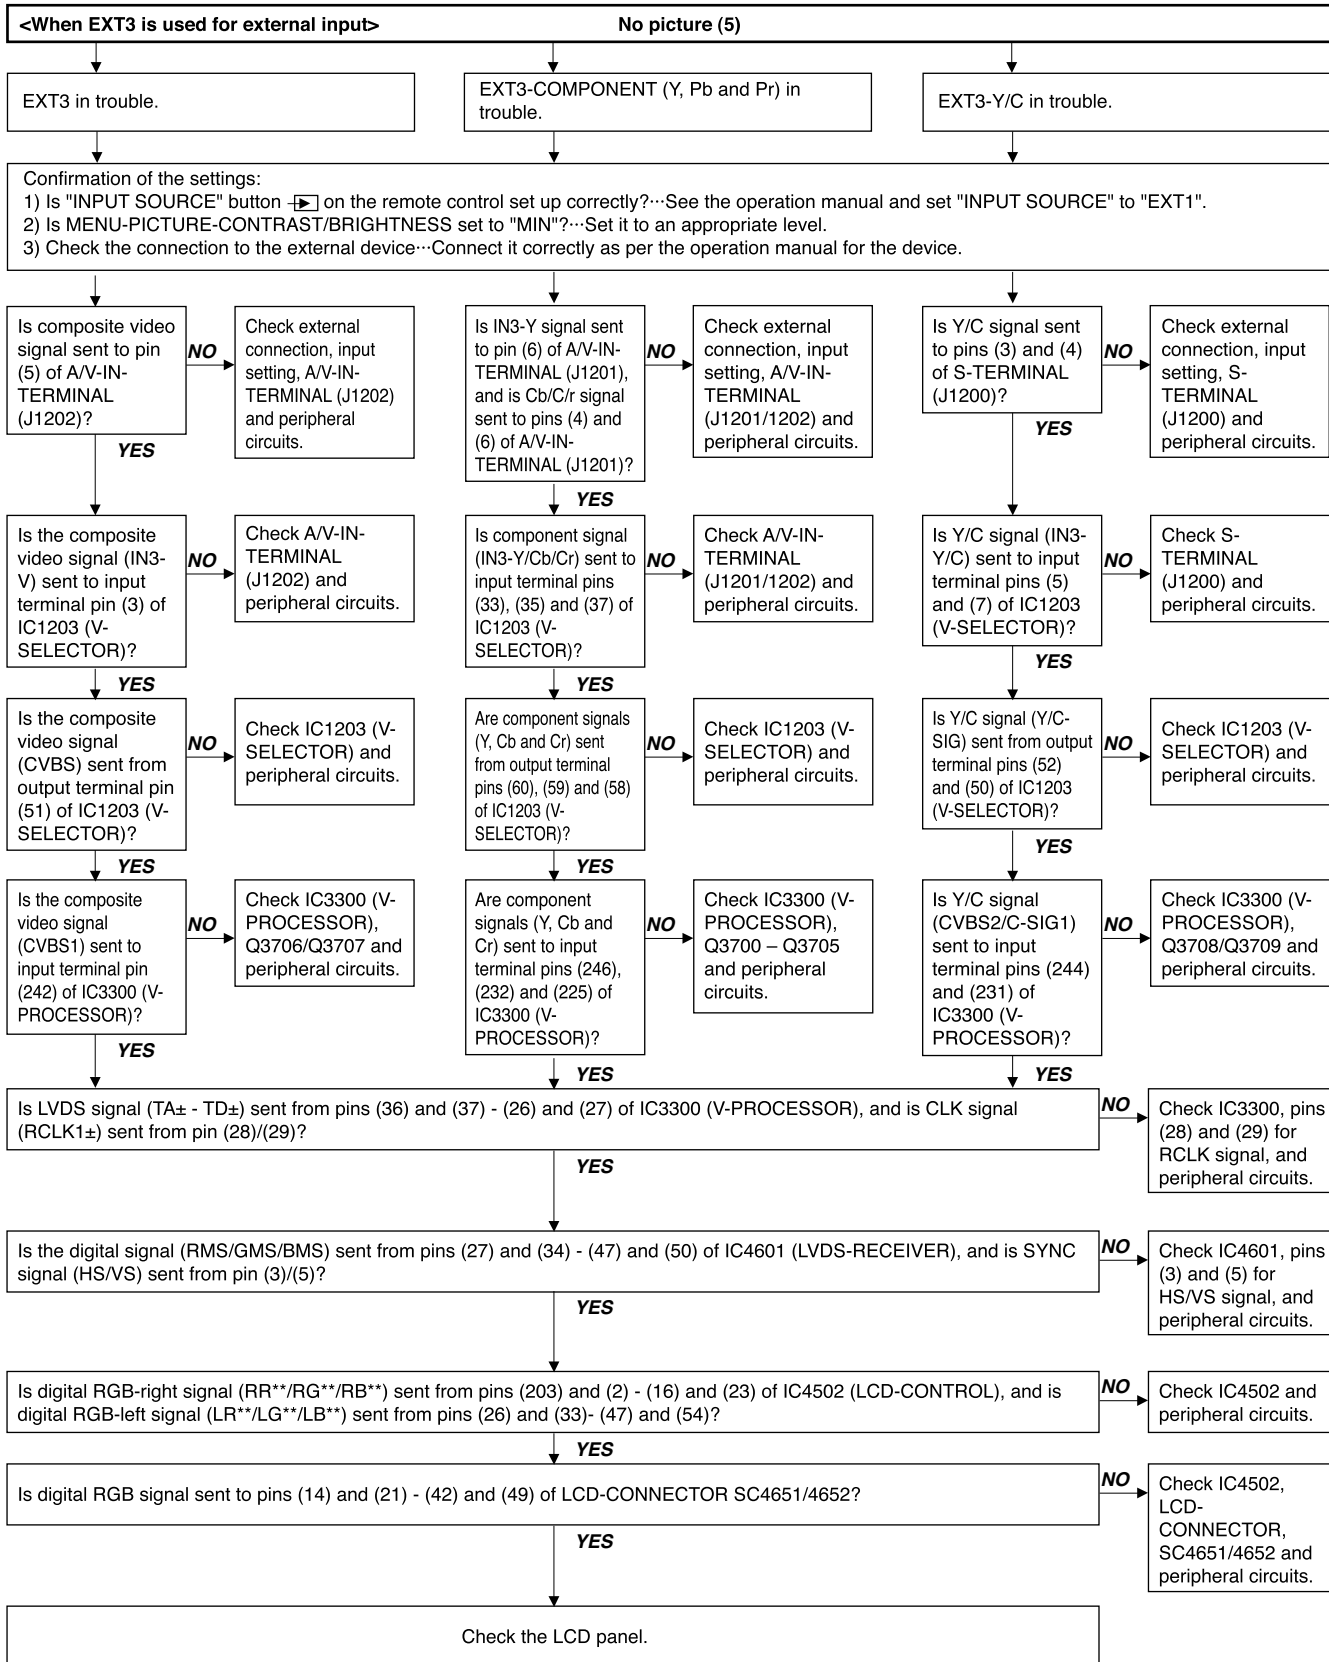 <When EXT3 is used for external input>
No picture (5)
EXT3 in trouble.
EXT3-COMPONENT (Y, Pb and Pr) in
trouble.
EXT3-Y/C in trouble.
Confirmation of the settings:
1) Is "INPUT SOURCE" button on the remote control set up correctly?···See the operation manual and set "INPUT SOURCE" to "EXT1".
2) Is MENU-PICTURE-CONTRAST/BRIGHTNESS set to "MIN"?···Set it to an appropriate level.
3) Check the connection to the external device···Connect it correctly as per the operation manual for the device.
Is composite video
signal sent to pin
(5) of A/V-IN-
TERMINAL
(J1202)?
NO
Check external
connection, input
setting, A/V-IN-
TERMINAL (J1202)
and peripheral
circuits.
YES
Is IN3-Y signal sent
to pin (6) of A/V-IN-
TERMINAL (J1201),
and is Cb/C/r signal
sent to pins (4) and
(6) of A/V-IN-
TERMINAL (J1201)?
NO
Check external
connection, input
setting, A/V-IN-
TERMINAL
(J1201/1202) and
peripheral circuits.
YES
Is Y/C signal sent
to pins (3) and (4)
of S-TERMINAL
(J1200)?
NO
Check external
connection, input
setting, S-
TERMINAL
(J1200) and
peripheral circuits.
YES
Is the composite
video signal (IN3-
V) sent to input
terminal pin (3) of
IC1203 (V-
SELECTOR)?
NO
Check A/V-IN-
TERMINAL
(J1202) and
peripheral circuits.
YES
Is component signal
(IN3-Y/Cb/Cr) sent to
input terminal pins
(33), (35) and (37) of
IC1203 (V-
SELECTOR)?
NO
Check A/V-IN-
TERMINAL
(J1201/1202) and
peripheral circuits.
YES
Is Y/C signal (IN3-
Y/C) sent to input
terminal pins (5)
and (7) of IC1203
(V-SELECTOR)?
NO
Check S-
TERMINAL
(J1200) and
peripheral circuits.
YES
Is the composite
video signal
(CVBS) sent from
output terminal pin
(51) of IC1203 (V-
SELECTOR)?
NO
Check IC1203 (V-
SELECTOR) and
peripheral circuits.
YES
Are component signals
(Y, Cb and Cr) sent
from output terminal
pins (60), (59) and (58)
of IC1203 (V-
SELECTOR)?
NO
Check IC1203 (V-
SELECTOR) and
peripheral circuits.
YES
Is Y/C signal (Y/C-
SIG) sent from output
terminal pins (52)
and (50) of IC1203
(V-SELECTOR)?
NO
Check IC1203 (V-
SELECTOR) and
peripheral circuits.
YES
Is the composite
video signal
(CVBS1) sent to
input terminal pin
(242) of IC3300 (V-
PROCESSOR)?
NO
Check IC3300 (V-
PROCESSOR),
Q3706/Q3707 and
peripheral circuits.
YES
Are component
signals (Y, Cb and
Cr) sent to input
terminal pins (246),
(232) and (225) of
IC3300 (V-
PROCESSOR)?
NO
Check IC3300 (V-
PROCESSOR),
Q3700 – Q3705
and peripheral
circuits.
YES
Is Y/C signal
(CVBS2/C-SIG1)
sent to input
terminal pins (244)
and (231) of
IC3300 (V-
PROCESSOR)?
NO
Check IC3300 (V-
PROCESSOR),
Q3708/Q3709 and
peripheral circuits.
YES
Is LVDS signal (TA± - TD±) sent from pins (36) and (37) - (26) and (27) of IC3300 (V-PROCESSOR), and is CLK signal
(RCLK1±) sent from pin (28)/(29)?
NO
Check IC3300, pins
(28) and (29) for
RCLK signal, and
peripheral circuits.
YES
Is the digital signal (RMS/GMS/BMS) sent from pins (27) and (34) - (47) and (50) of IC4601 (LVDS-RECEIVER), and is SYNC
signal (HS/VS) sent from pin (3)/(5)?
NO
Check IC4601, pins
(3) and (5) for
HS/VS signal, and
peripheral circuits.
YES
Is digital RGB-right signal (RR**/RG**/RB**) sent from pins (203) and (2) - (16) and (23) of IC4502 (LCD-CONTROL), and is
digital RGB-left signal (LR**/LG**/LB**) sent from pins (26) and (33)- (47) and (54)?
NO
Check IC4502 and
peripheral circuits.
YES
Is digital RGB signal sent to pins (14) and (21) - (42) and (49) of LCD-CONNECTOR SC4651/4652?
NO
Check IC4502,
LCD-
CONNECTOR,
SC4651/4652 and
peripheral circuits.
YES
Check the LCD panel.